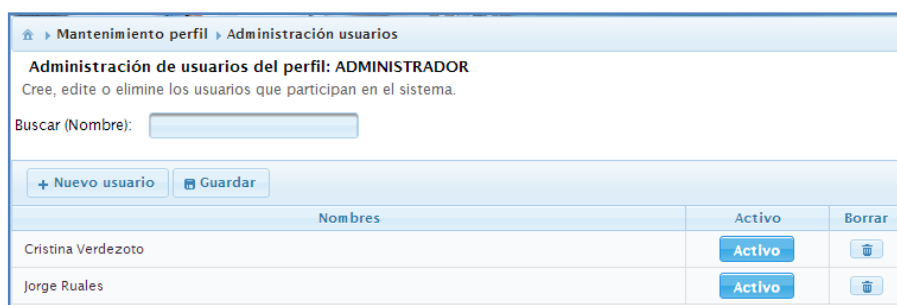 Mantenimiento perfil Administración usuarios
Administración de usuarios del perfil: ADMINISTRADOR
Cree, edite o elimine los usuarios que participan en el sistema.
Buscar (Nombre):
+ Nuevo usuario Guardar
Nombres Activo Borrar
Cristina Verdezoto Activo
Jorge Ruales Activo